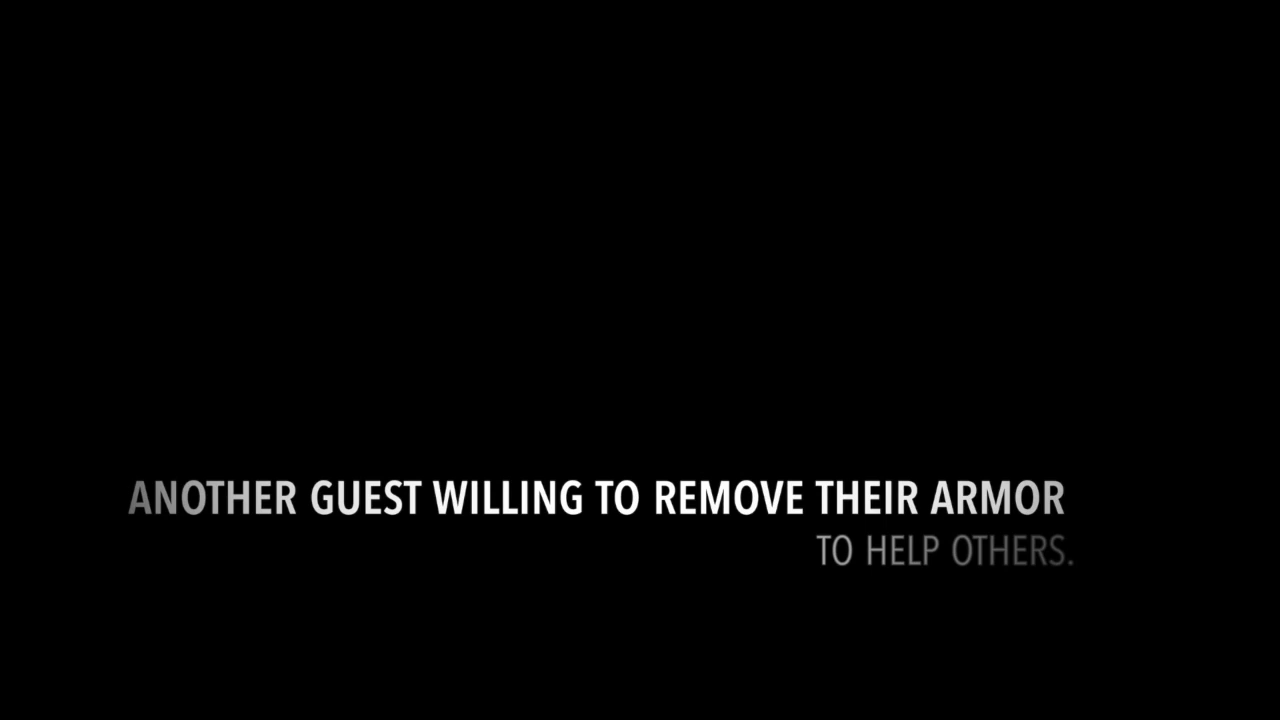 ANOTHER GUEST WILLING TO REMOVE THEIR ARMOR
TO HELP OTHERS.